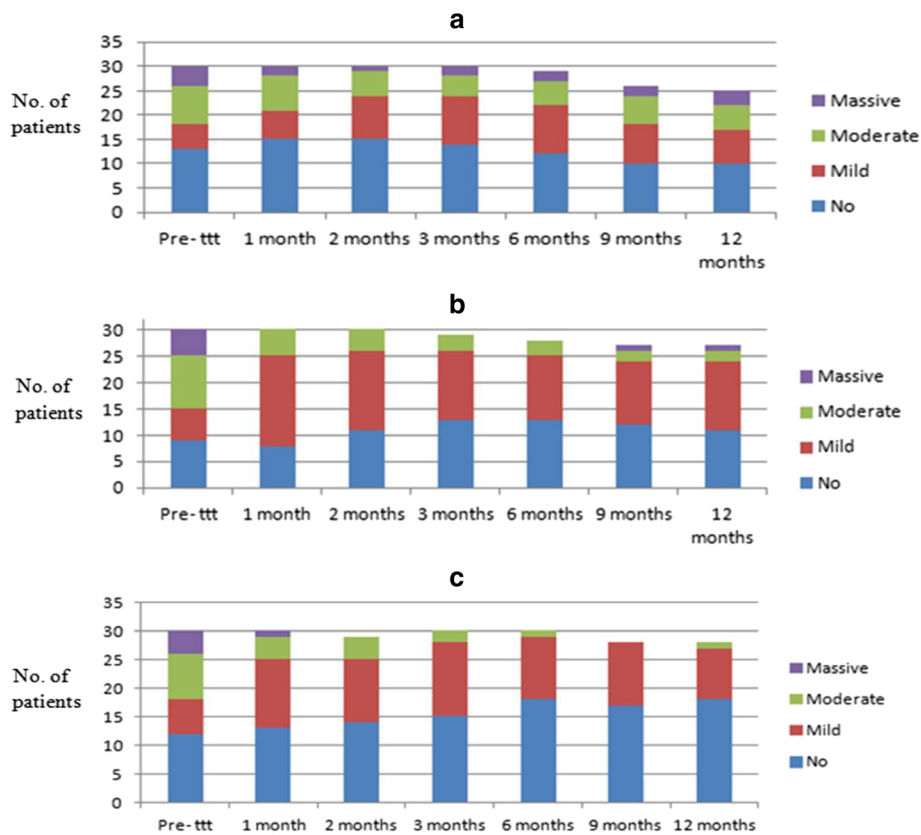 a
35
30
25
20
15
10
5
0
No. of
patients
Pre- ttt 1 month 2 months 3 months 6 months 9 months 12
months
Massive
Moderate
Mild
No
b
30
25
20
15
10
5
0
No. of
patients
Pre- ttt 1 month 2 months 3 months 6 months 9 months 12
months
Massive
Moderate
Mild
No
c
35
30
25
20
15
10
5
0
No. of
patients
Pre- ttt 1 month 2 months 3 months 6 months 9 months 12 months
Massive
Moderate
Mild
No